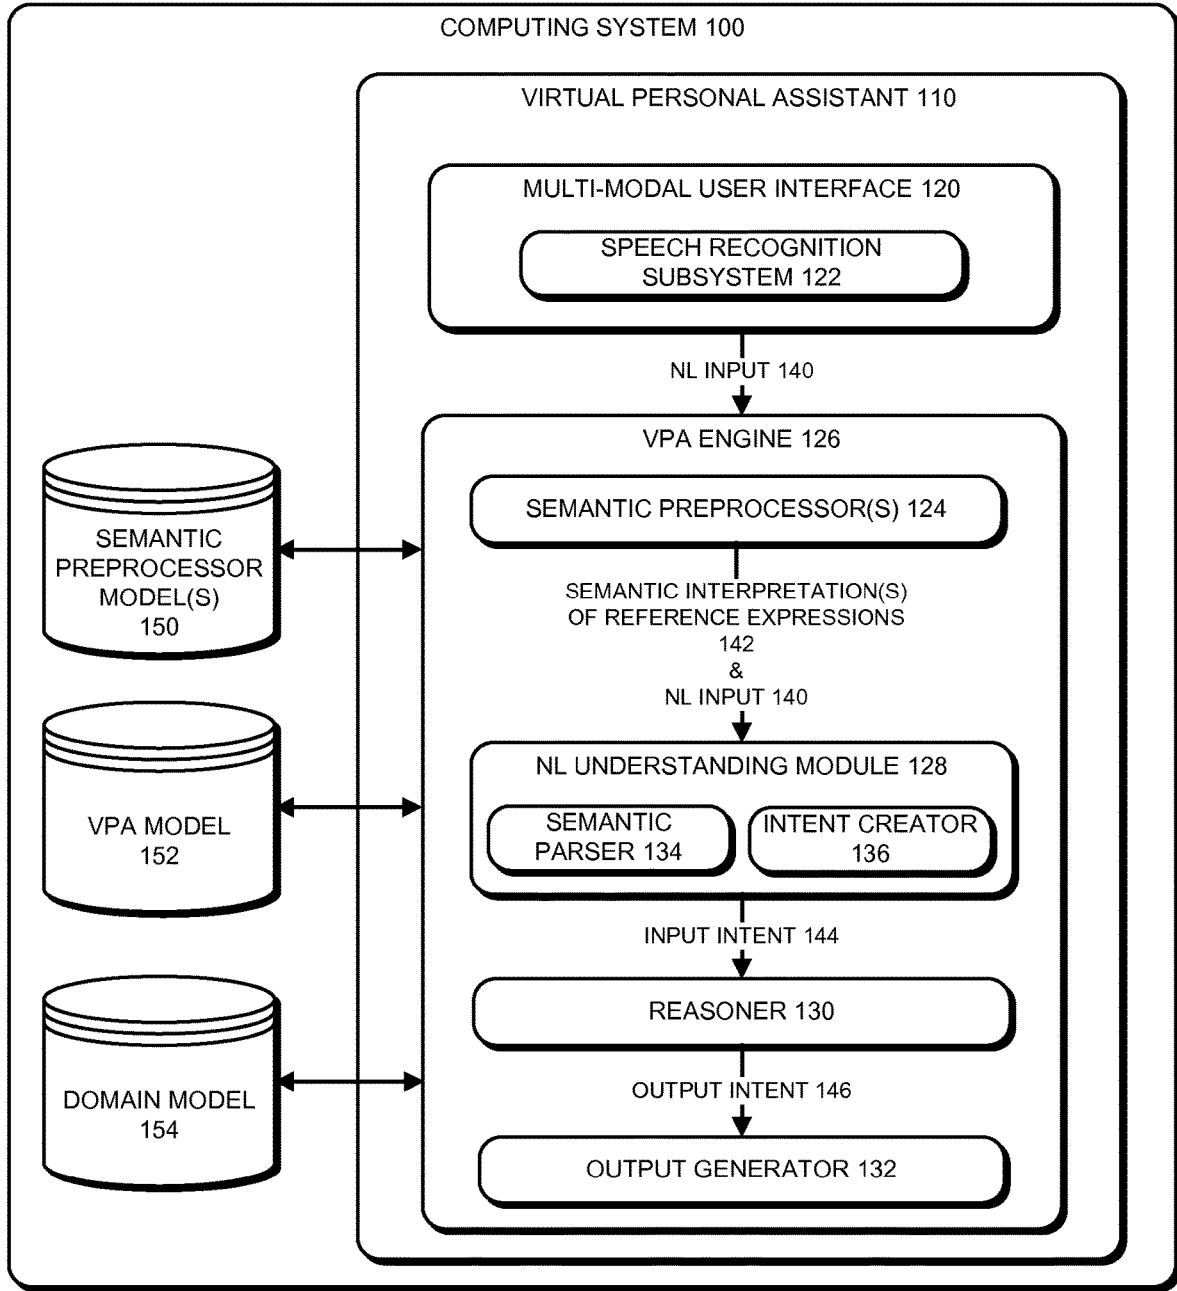 COMPUTING SYSTEM 100
VIRTUAL PERSONAL ASSISTANT 110
MULTI-MODAL USER INTERFACE 120
SPEECH RECOGNITION
SUBSYSTEM 122
NL INPUT 140
VPA ENGINE 126
SEMANTIC PREPROCESSOR(S) 124
SEMANTIC
PREPROCESSOR
MODEL(S)
150
SEMANTIC INTERPRETATION(S)
OF REFERENCE EXPRESSIONS
142
&
NL INPUT 140
VPA MODEL
152
NL UNDERSTANDING MODULE 128
SEMANTIC
PARSER 134
INTENT CREATOR
136
INPUT INTENT 144
REASONER 130
DOMAIN MODEL
154
OUTPUT INTENT 146
OUTPUT GENERATOR 132